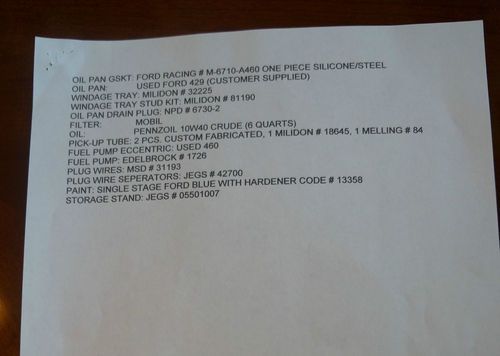 OIL PAN GSKT: FORD RACING # M-6710-A460 ONE PIECE SILICONE/STEEL
OIL PAN: USED FORD 429 (CUSTOMER SUPPLIED)
WINDAGE TRAY: MILIDON # 32225
WINDAGE TRAY STUD KIT: MILIDON # 81190
OIL PAN DRAIN PLUG: NPD # 6730-2
FILTER: MOBIL
OIL: PENNZOIL 10W40 CRUDE (6 QUARTS)
PICK-UP TUBE: 2 PCS. CUSTOM FABRICATED, 1 MILIDON # 18645, 1 MELLING # 84
FUEL PUMP ECCENTRIC: USED 460
FUEL PUMP: EDELBROCK # 1726
PLUG WIRES: MSD # 31193
PLUG WIRE SEPERATORS: JEGS # 42700
PAINT: SINGLE STAGE FORD BLUE WITH HARDENER CODE # 13358
STORAGE STAND: JEGS # 05501007